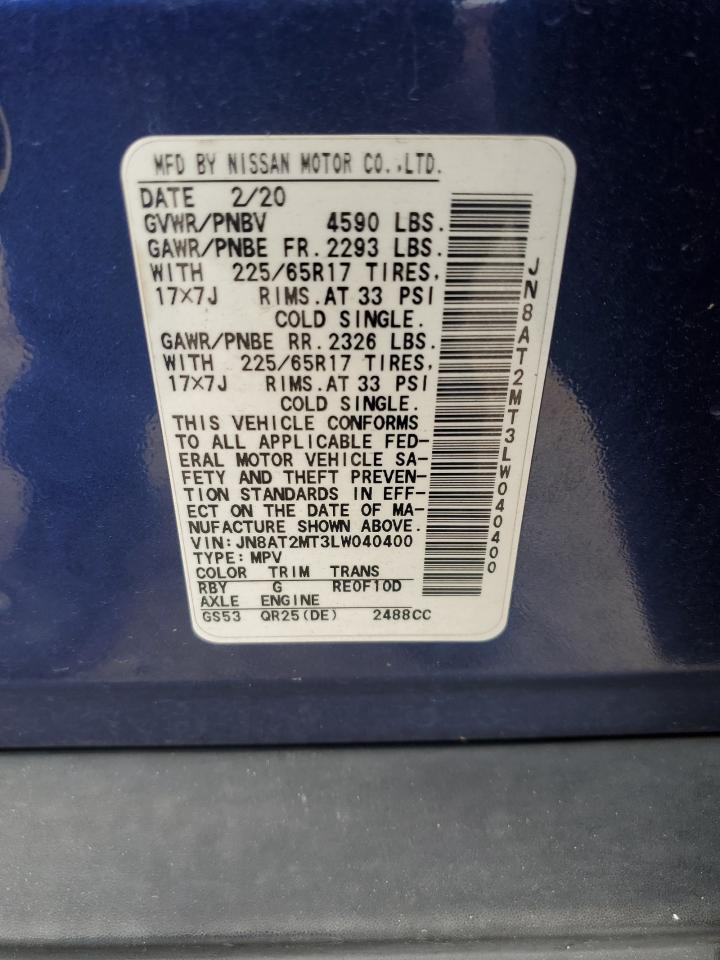 MFD BY NISSAN MOTOR CO.,LTD.
DATE 2/20
GVWR/PNBV 4590 LBS.
GAWR/PNBE FR. 2293 LBS.
WITH 225/65R17 TIRES,
17×7J RIMS.AT 33 PSI
COLD SINGLE.
GAWR/PNBE RR. 2326 LBS.
WITH 225/65R17 TIRES,
17×7J RIMS.AT 33 PSI
COLD SINGLE.
THIS VEHICLE CONFORMS
TO ALL APPLICABLE FED-
ERAL MOTOR VEHICLE SA-
FETY AND THEFT PREVEN-
TION STANDARDS IN EFF-
ECT ON THE DATE OF MA-
NUFACTURE SHOWN ABOVE.
VIN:JN8AT2MT3LW040400
TYPE:MPV
COLOR TRIM TRANS
RBY G RE0F10D
AXLE ENGINE
GS53 QR25(DE) 2488CC
JN8AT2MT3LW040400